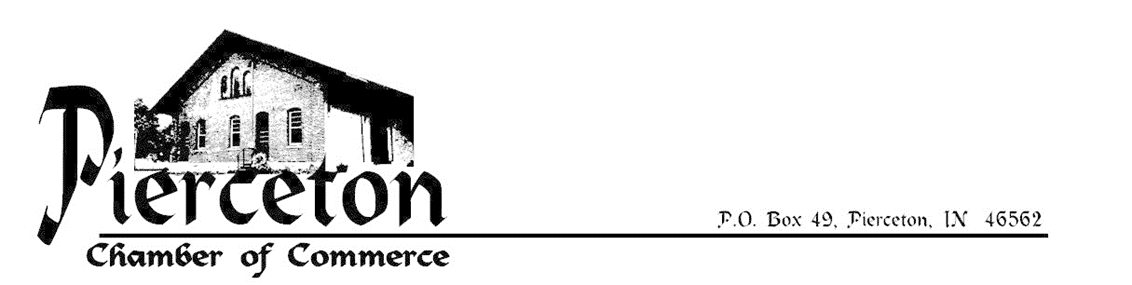 Pierceton
P.O. Box 49, Pierceton, IN 46562
Chamber of Commerce